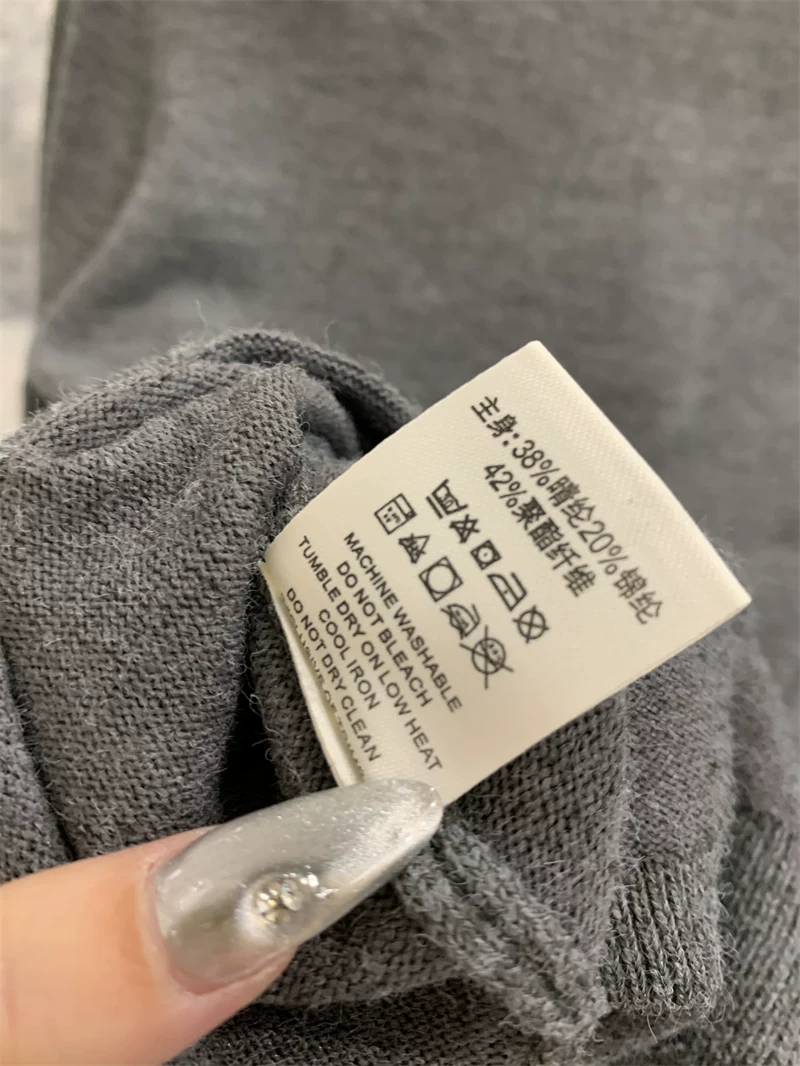 主身:38%暗纶20%锦纶
42%聚酯纤维
MACHINE WASHABLE
DO NOT BLEACH
TUMBLE DRY ON LOW HEAT
COOL IRON
DO NOT DRY CLEAN